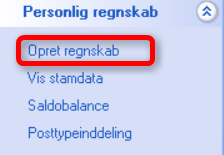 Personlig regnskab
Opret regnskab
Vis stamdata
Saldobalance
Posttypeinddeling